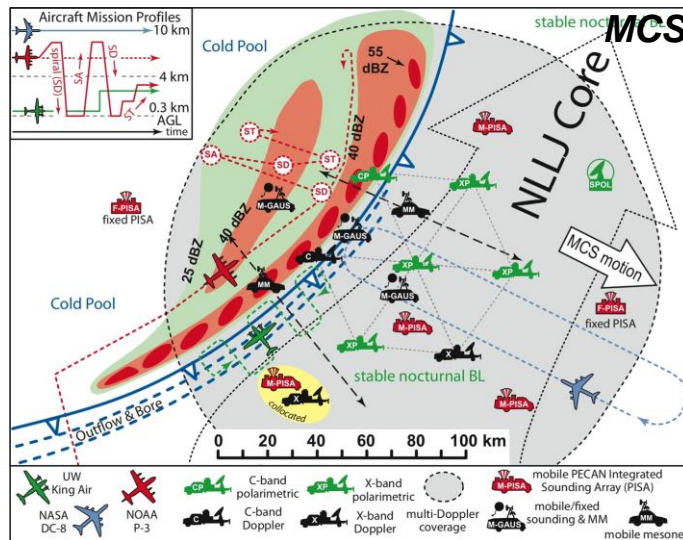 Aircraft Mission Profiles
10 km
spiral (SD)
SA
SD
ST
4 km
0.3 km
AGL
time
Cold Pool
stable nocturnal BL
MCS
55
dBZ
40 dBZ
NLLJ Core
M-PISA
SPOL
ST
SA
SD
ST
SD
CP
XP
F-PISA
fixed PISA
M-GAUS
MM
25 dBZ
40 dBZ
M-GAUS
C
MCS motion
XP
XP
Cold Pool
MM
M-GAUS
F-PISA
fixed PISA
M-PISA
XP
X
stable nocturnal BL
M-PISA
X
collocated
M-PISA
Outflow & Bore
0 20 40 60 80 100 km
UW
King Air
NASA
DC-8
NOAA
P-3
CP
C-band
polarimetric
XP
X-band
polarimetric
C
C-band
Doppler
X
X-band
Doppler
multi-Doppler
coverage
M-PISA
mobile PECAN Integrated
Sounding Array (PISA)
M-GAUS
mobile/fixed
sounding & MM
MM
mobile mesone